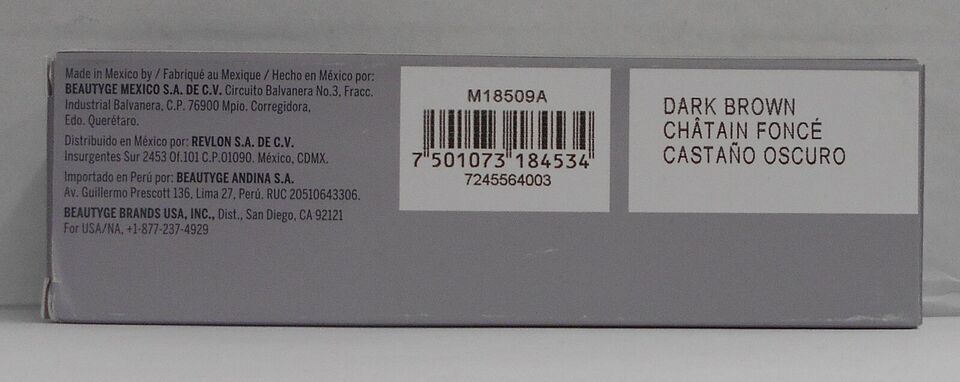 Made in Mexico by / Fabriqué au Mexique / Hecho en México por:
BEAUTYGE MEXICO S.A. DE C.V. Circuito Balvanera No.3, Fracc.
Industrial Balvanera, C.P. 76900 Mpio. Corregidora,
Edo. Querétaro.
Distribuido en México por: REVLON S.A. DE C.V.
Insurgentes Sur 2453 Of.101 C.P.01090. México, CDMX.
Importado en Perú por: BEAUTYGE ANDINA S.A.
Av. Guillermo Prescott 136, Lima 27, Perú. RUC 20510643306.
BEAUTYGE BRANDS USA, INC., Dist., San Diego, CA 92121
For USA/NA, +1-877-237-4929
M18509A
7 501073 184534
7245564003
DARK BROWN
CHÂTAIN FONCÉ
CASTAÑO OSCURO